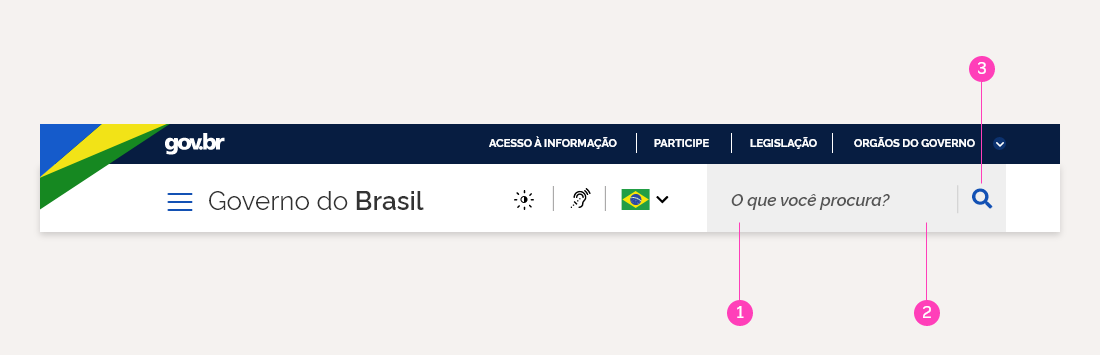 3
gov.br
ACESSO À INFORMAÇÃO
PARTICIPE
LEGISLAÇÃO
ORGÃOS DO GOVERNO
Governo do Brasil
O que você procura?
1
2